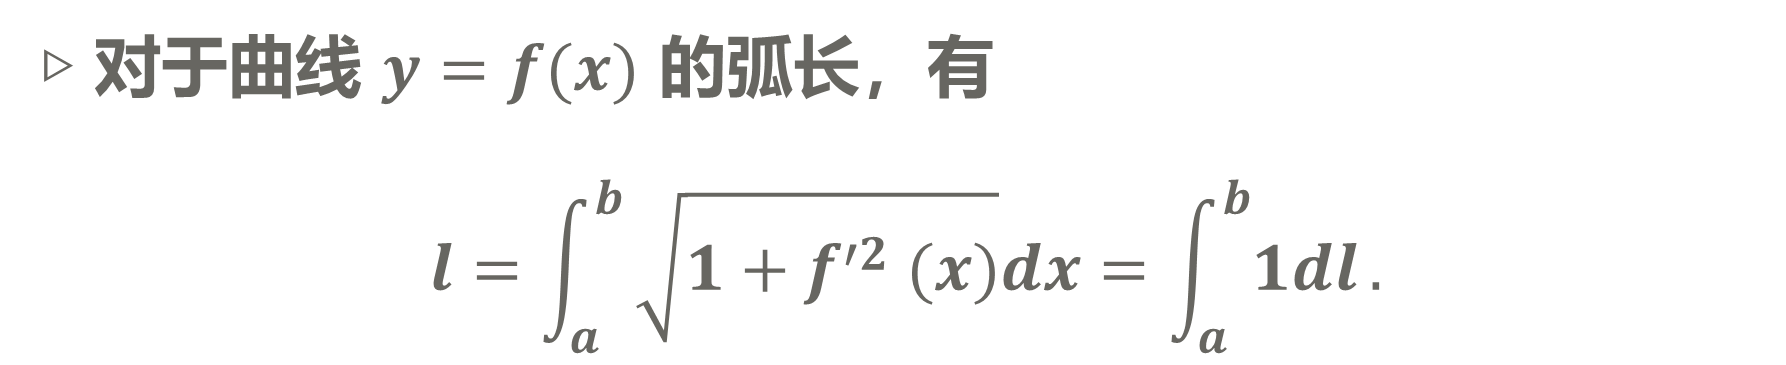 ▷ 对于曲线 y = f(x) 的弧长，有
l = ∫_a^b √(1 + f′² (x)) dx = ∫_a^b 1dl .